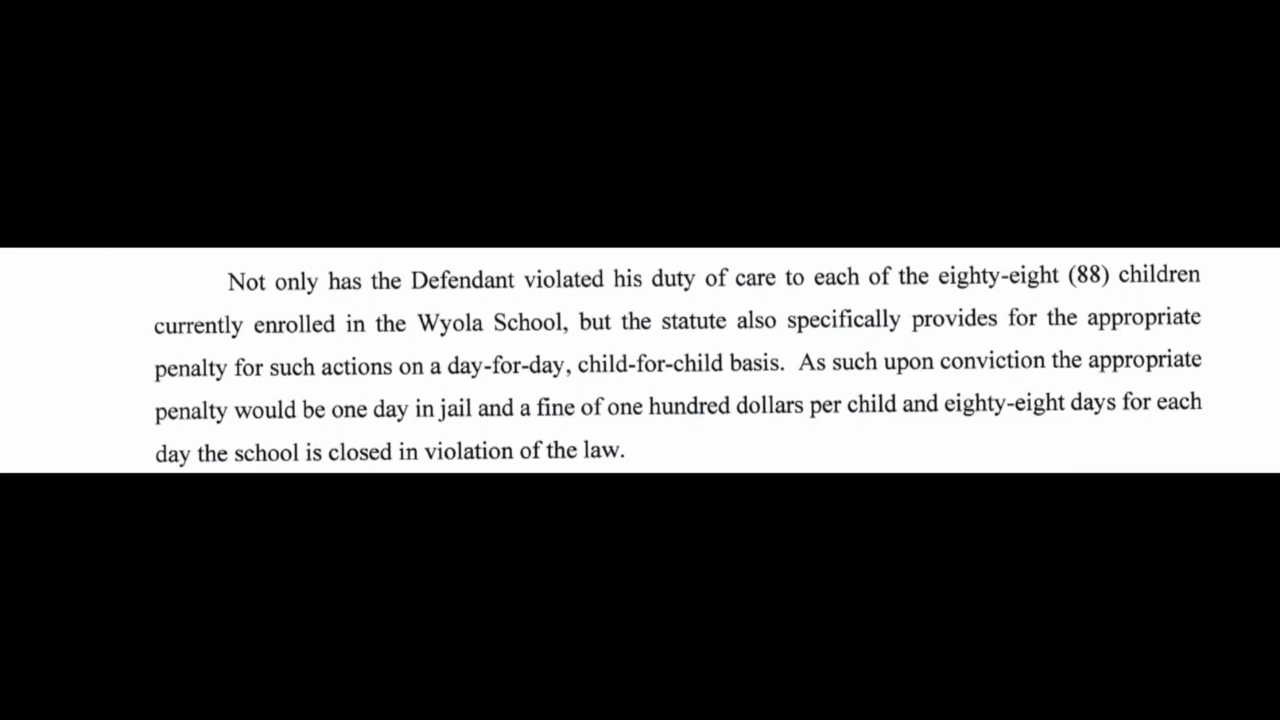 Not only has the Defendant violated his duty of care to each of the eighty-eight (88) children
currently enrolled in the Wyola School, but the statute also specifically provides for the appropriate
penalty for such actions on a day-for-day, child-for-child basis.  As such upon conviction the appropriate
penalty would be one day in jail and a fine of one hundred dollars per child and eighty-eight days for each
day the school is closed in violation of the law.